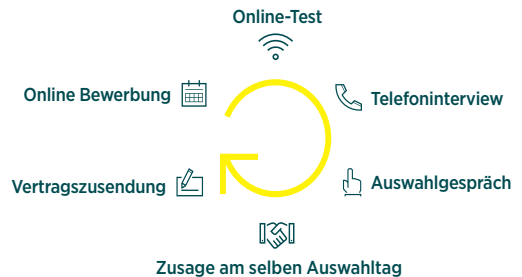 Online-Test
Online Bewerbung
Telefoninterview
Vertragszusendung
Auswahlgespräch
Zusage am selben Auswahltag